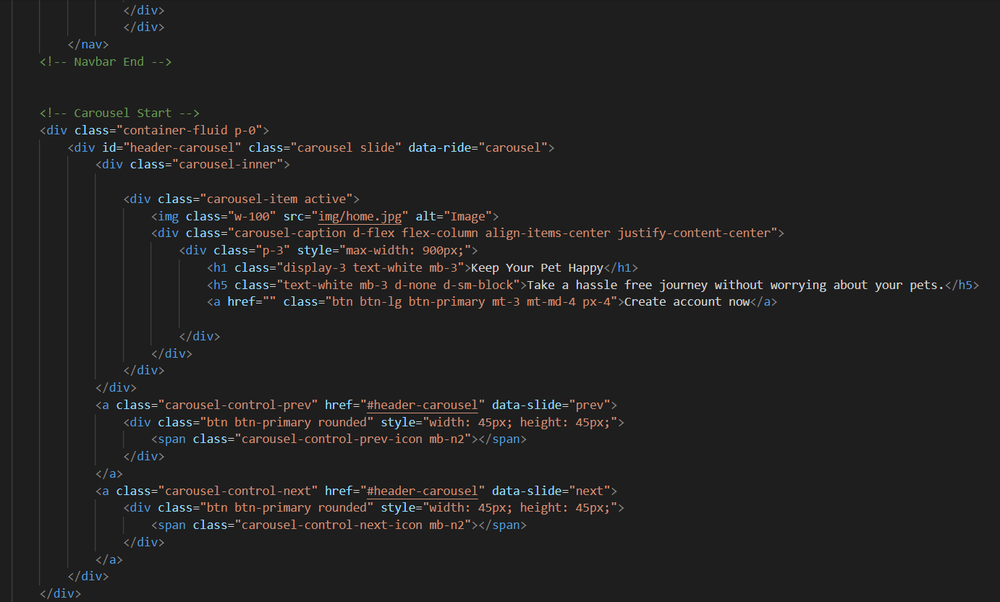 </div>
</div>
</nav>
<!-- Navbar End -->
<!-- Carousel Start -->
<div class="container-fluid p-0">
<div id="header-carousel" class="carousel slide" data-ride="carousel">
<div class="carousel-inner">
<div class="carousel-item active">
<img class="w-100" src="img/home.jpg" alt="Image">
<div class="carousel-caption d-flex flex-column align-items-center justify-content-center">
<div class="p-3" style="max-width: 900px;">
<h1 class="display-3 text-white mb-3">Keep Your Pet Happy</h1>
<h5 class="text-white mb-3 d-none d-sm-block">Take a hassle free journey without worrying about your pets.</h5>
<a href="" class="btn btn-lg btn-primary mt-3 mt-md-4 px-4">Create account now</a>
</div>
</div>
</div>
</div>
<a class="carousel-control-prev" href="#header-carousel" data-slide="prev">
<div class="btn btn-primary rounded" style="width: 45px; height: 45px;">
<span class="carousel-control-prev-icon mb-n2"></span>
</div>
</a>
<a class="carousel-control-next" href="#header-carousel" data-slide="next">
<div class="btn btn-primary rounded" style="width: 45px; height: 45px;">
<span class="carousel-control-next-icon mb-n2"></span>
</div>
</a>
</div>
</div>